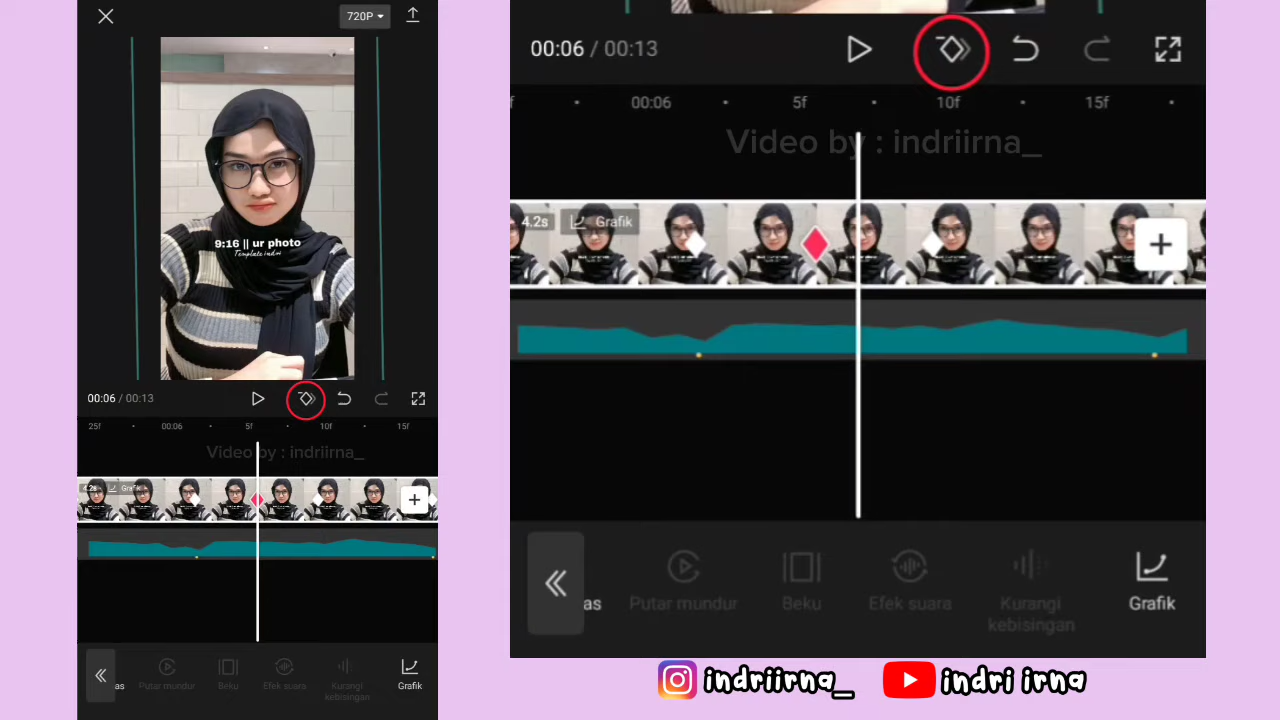 720P
9:16 || ur photo
Template indri
00:06 / 00:13
25f 00:06 5f 10f 15f
Video by : indriirna_
4.2s Grafik
as Putar mundur Beku Efek suara Kurangi kebisingan Grafik
00:06 / 00:13
f 00:06 5f 10f 15f
Video by : indriirna_
4.2s Grafik
as Putar mundur Beku Efek suara Kurangi kebisingan Grafik
indriirna_ indri irna